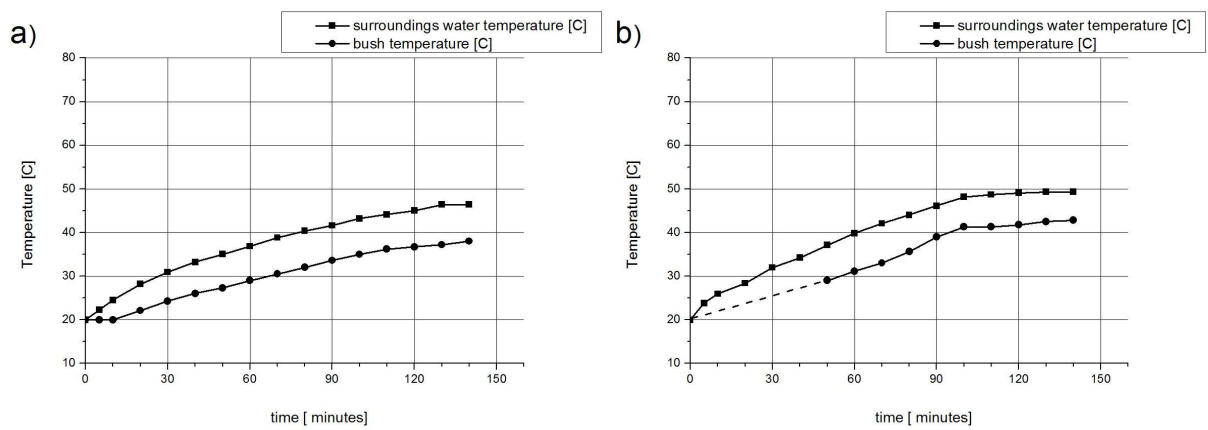 a)
surroundings water temperature [C]
bush temperature [C]
80
70
60
50
40
30
20
10
Temperature [C]
0 30 60 90 120 150
time [ minutes]
b)
surroundings water temperature [C]
bush temperature [C]
80
70
60
50
40
30
20
10
Temperature [C]
0 30 60 90 120 150
time [ minutes]